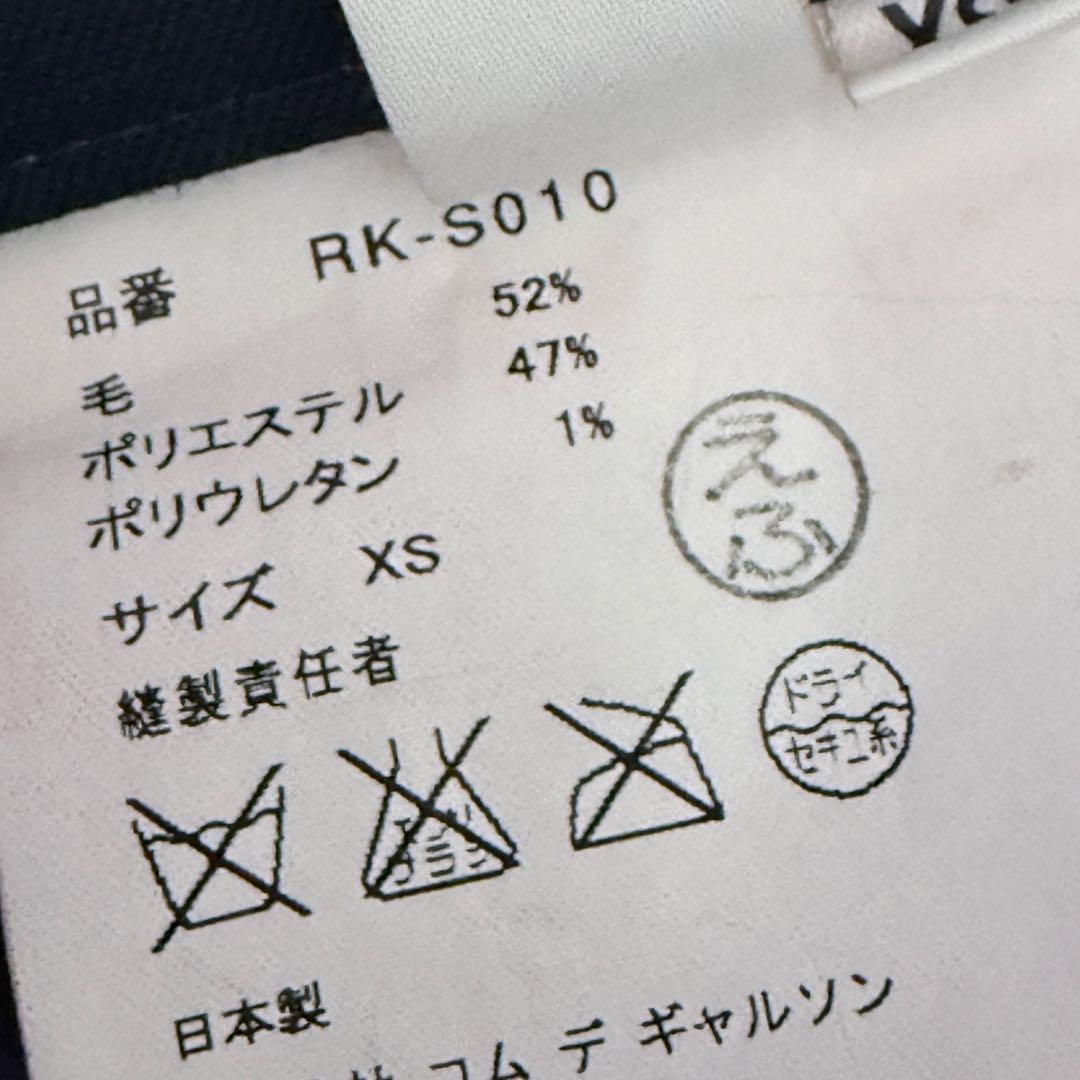 品番 RK-S010
毛 52%
ポリエステル 47%
ポリウレタン 1%
サイズ XS
縫製責任者
えふ
ドライ
セキユ系
日本製
コム デ ギャルソン